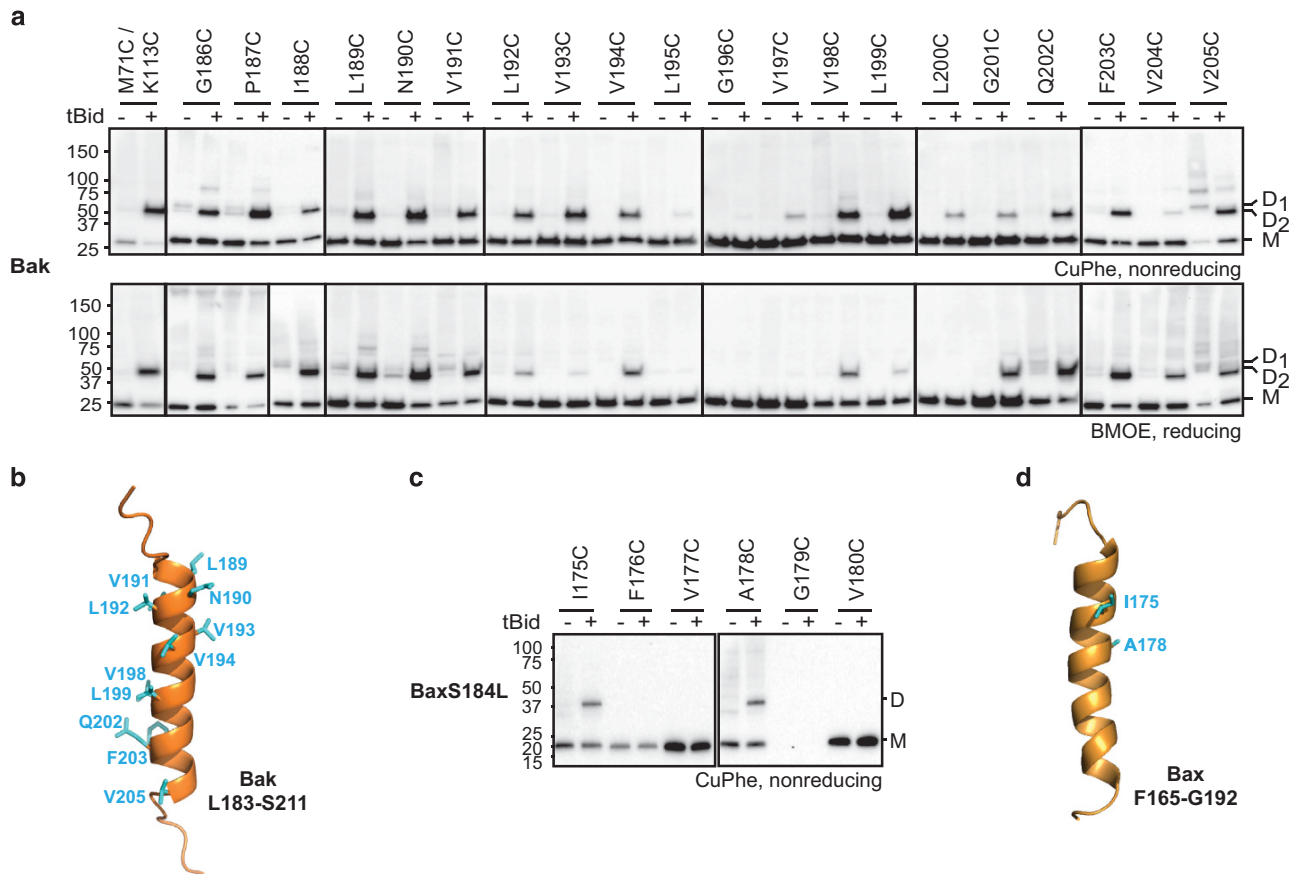 a
M71C / K113C G186C P187C I188C L189C N190C V191C L192C V193C V194C L195C G196C V197C V198C L199C L200C G201C Q202C F203C V204C V205C
tBid - + - + - + - + - + - + - + - + - + - + - + - + - + - + - + - + - + - + - + - + - +
150
100
75
50
37
25
D1
D2
M
CuPhe, nonreducing
Bak
150
100
75
50
37
25
D1
D2
M
BMOE, reducing
b
L189
V191
N190
L192
V193
V194
V198
L199
Q202
F203
V205
Bak
L183-S211
c
I175C F176C V177C A178C G179C V180C
tBid - + - + - + - + - + - +
100
75
50
37
25
20
15
BaxS184L
D
M
CuPhe, nonreducing
d
I175
A178
Bax
F165-G192